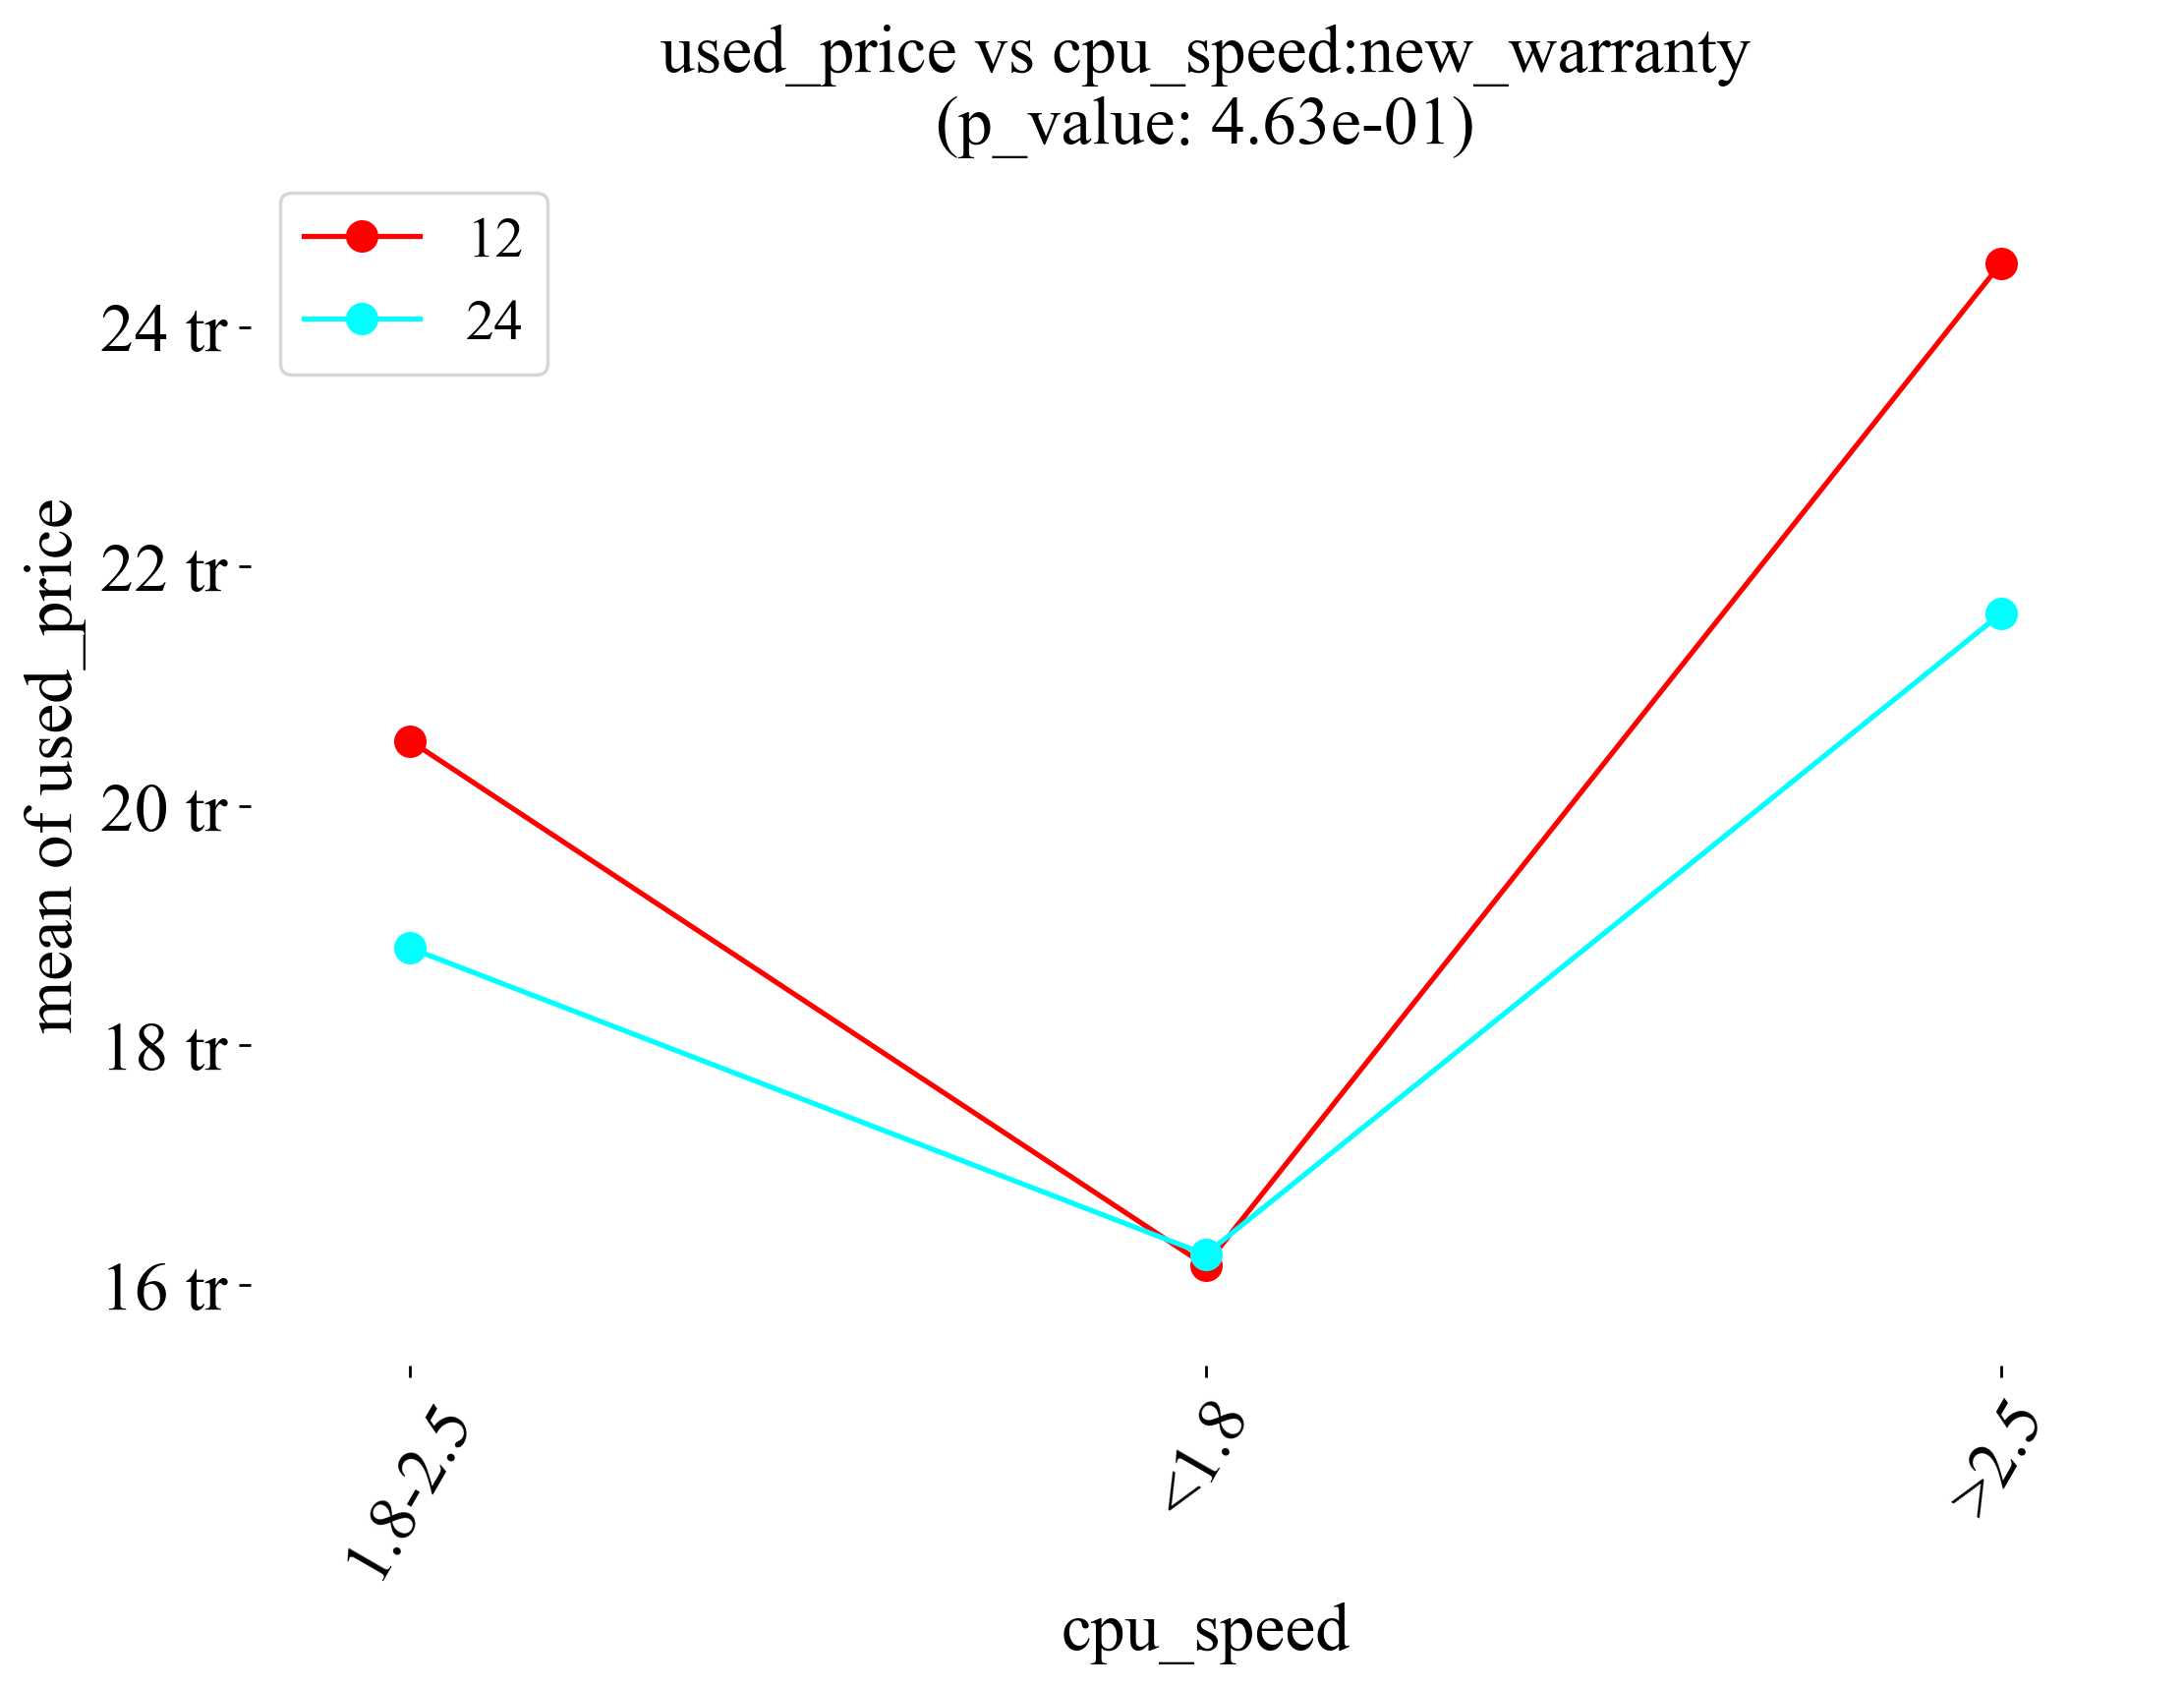 used_price vs cpu_speed:new_warranty
(p_value: 4.63e-01)
12
24
24 tr
22 tr
20 tr
18 tr
16 tr
mean of used_price
1.8-2.5
<1.8
>2.5
cpu_speed